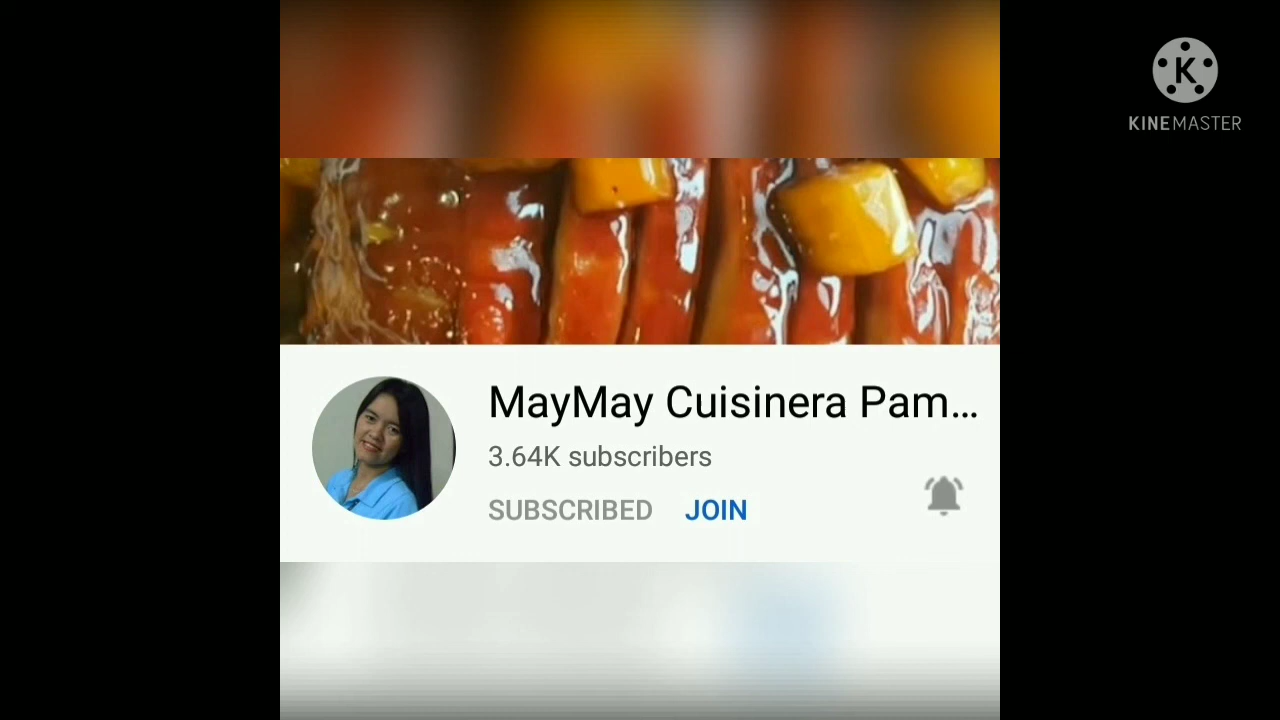 K
KINEMASTER
MayMay Cuisinera Pam...
3.64K subscribers
SUBSCRIBED JOIN